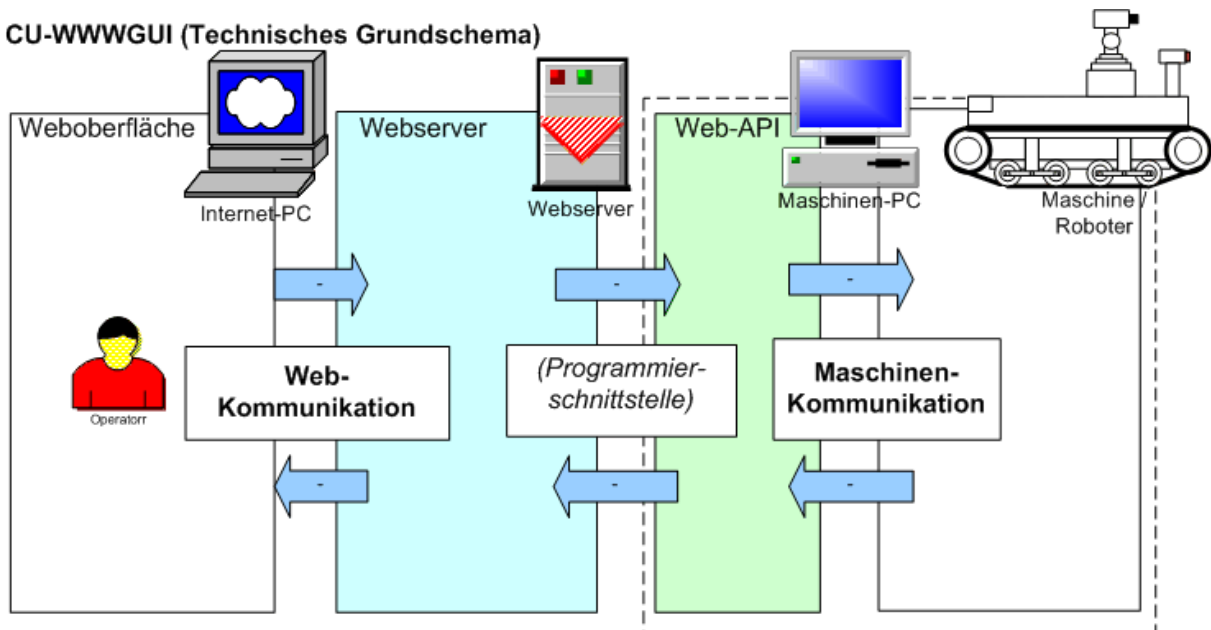 CU-WWWGUI (Technisches Grundschema)
Weboberfläche
Webserver
Web-API
Internet-PC
Webserver
Maschinen-PC
Maschine /
Roboter
-
-
-
Web-
Kommunikation
(Programmier-
schnittstelle)
Maschinen-
Kommunikation
Operatorr
-
-
-